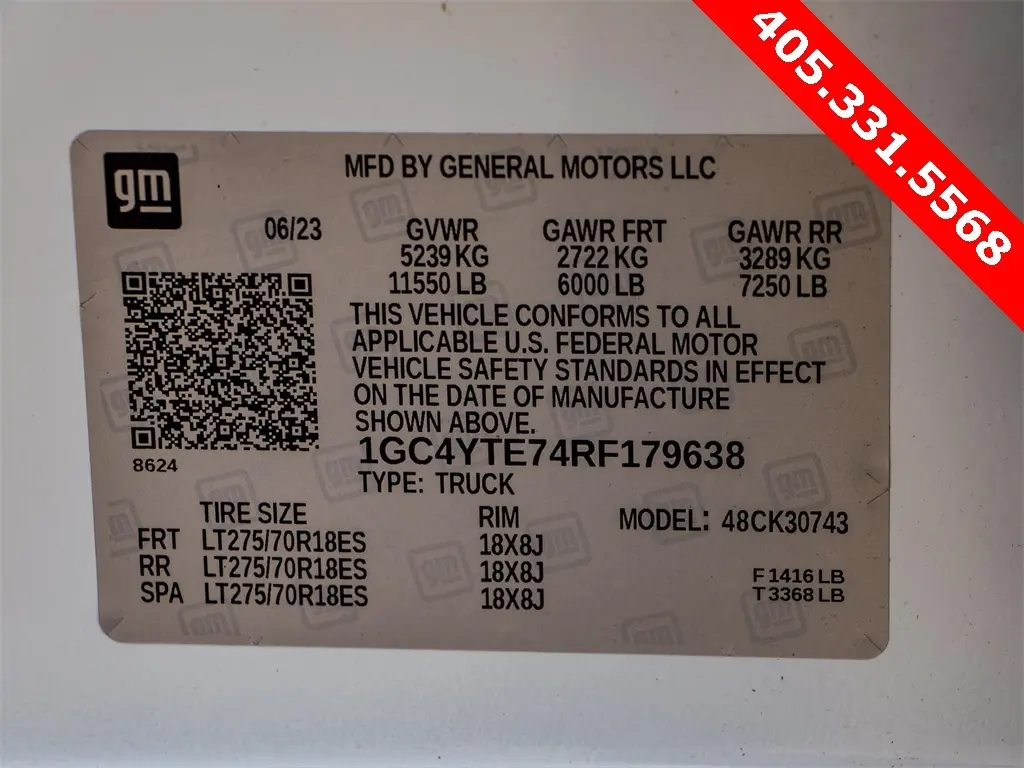 405.331.5568
gm
MFD BY GENERAL MOTORS LLC
06/23 GVWR GAWR FRT GAWR RR
5239 KG 2722 KG 3289 KG
11550 LB 6000 LB 7250 LB
THIS VEHICLE CONFORMS TO ALL
APPLICABLE U.S. FEDERAL MOTOR
VEHICLE SAFETY STANDARDS IN EFFECT
ON THE DATE OF MANUFACTURE
SHOWN ABOVE.
8624
1GC4YTE74RF179638
TYPE: TRUCK
TIRE SIZE RIM MODEL: 48CK30743
FRT LT275/70R18ES 18X8J
RR LT275/70R18ES 18X8J
SPA LT275/70R18ES 18X8J
F 1416 LB
T 3368 LB